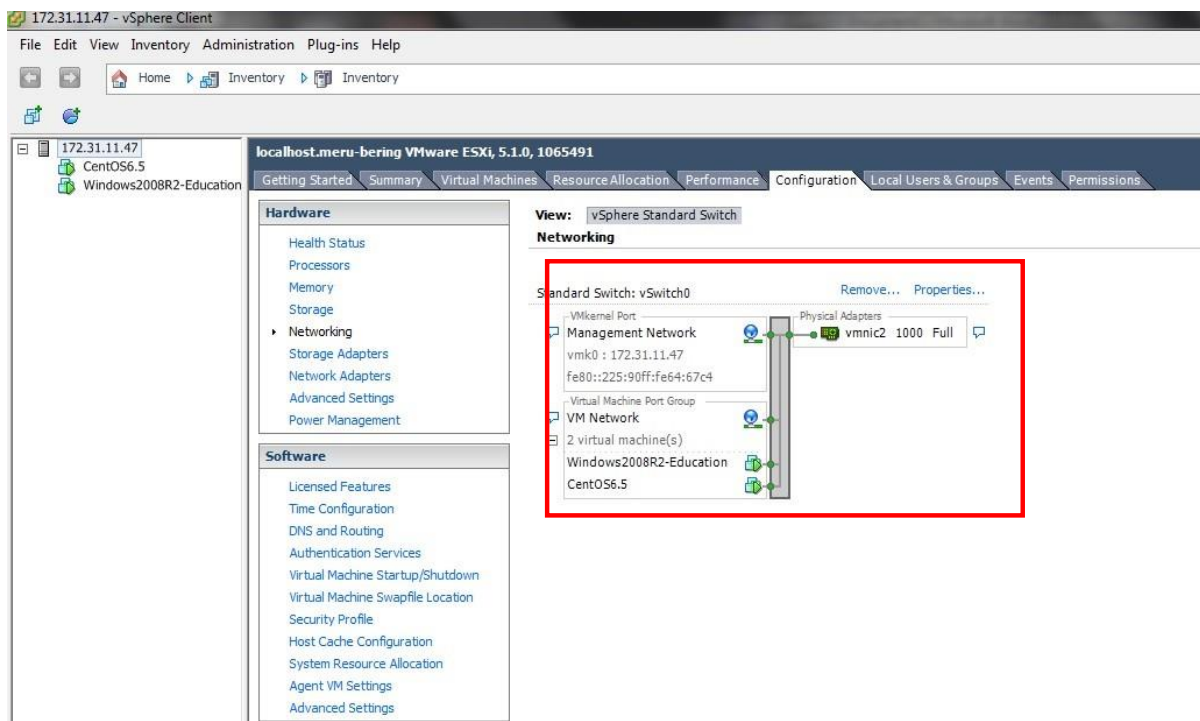 172.31.11.47 - vSphere Client
File Edit View Inventory Administration Plug-ins Help
Home Inventory Inventory
172.31.11.47
CentOS6.5
Windows2008R2-Education
localhost.meru-bering VMware ESXi, 5.1.0, 1065491
Getting Started Summary Virtual Machines Resource Allocation Performance Configuration Local Users & Groups Events Permissions
Hardware
Health Status
Processors
Memory
Storage
Networking
Storage Adapters
Network Adapters
Advanced Settings
Power Management
Software
Licensed Features
Time Configuration
DNS and Routing
Authentication Services
Virtual Machine Startup/Shutdown
Virtual Machine Swapfile Location
Security Profile
Host Cache Configuration
System Resource Allocation
Agent VM Settings
Advanced Settings
View: vSphere Standard Switch
Networking
Standard Switch: vSwitch0 Remove... Properties...
VMkernel Port
Management Network
vmk0 : 172.31.11.47
fe80::225:90ff:fe64:67c4
Physical Adapters
vmnic2 1000 Full
Virtual Machine Port Group
VM Network
2 virtual machine(s)
Windows2008R2-Education
CentOS6.5